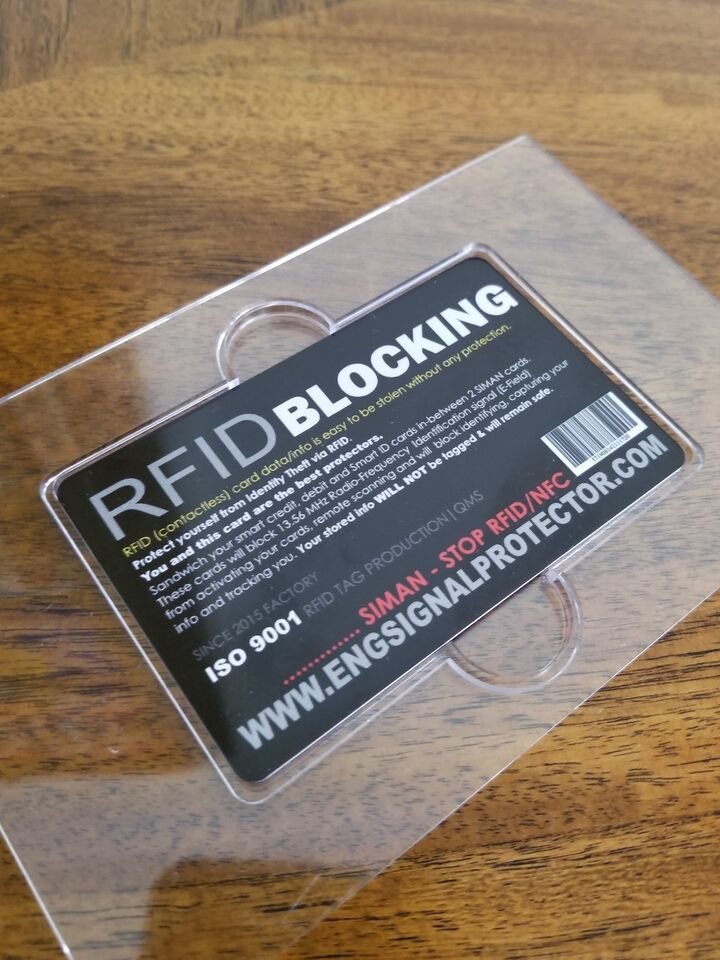 RFID BLOCKING
RFID (contactless) card data/info is easy to be stolen without any protection.
Protect yourself from Identity Theft via RFID.
You and this card are the best protectors.
Sandwich your smart credit, debit and Smart ID cards in-between 2 SIMAN cards.
These cards will block 13.56 MHz Radio-Frequency Identification signal (E-Field)
from activating your cards, remote scanning and will block identifying, capturing your
info and tracking you. Your stored info WILL NOT be logged & will remain safe.
SINCE 2015 FACTORY
ISO 9001 RFID TAG PRODUCTION | QMS
............. SIMAN - STOP RFID/NFC
WWW.ENGSIGNALPROTECTOR.COM